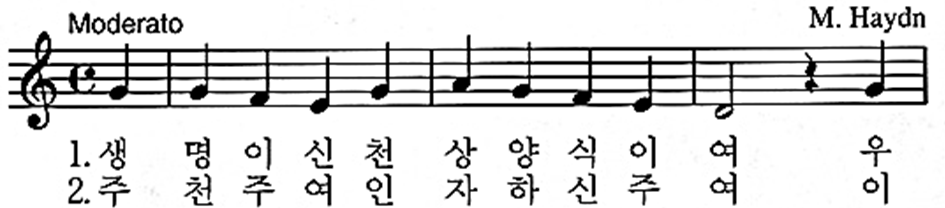 Moderato
M. Haydn
1. 생 명 이 신 천 상 양 식 이 여 우
2. 주 천 주 여 인 자 하 신 주 여 이